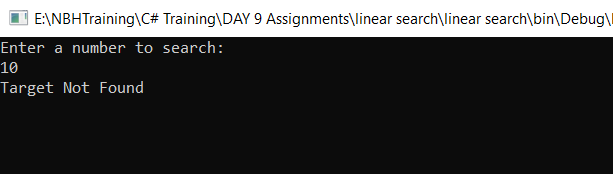 E:\NBHTraining\C# Training\DAY 9 Assignments\linear search\linear search\bin\Debug\
Enter a number to search:
10
Target Not Found